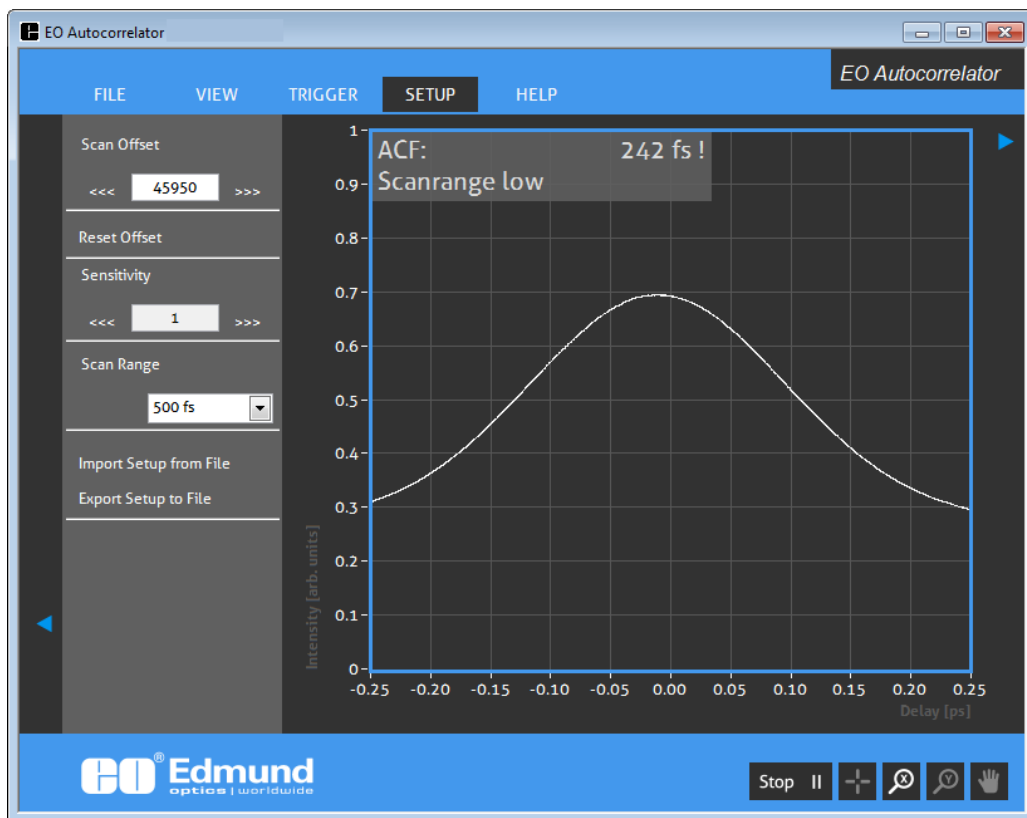 EO Autocorrelator
EO Autocorrelator
FILE VIEW TRIGGER SETUP HELP
Scan Offset
<<< 45950 >>>
Reset Offset
Sensitivity
<<< 1 >>>
Scan Range
500 fs
Import Setup from File
Export Setup to File
ACF: 242 fs !
Scanrange low
1
0.9
0.8
0.7
0.6
0.5
0.4
0.3
0.2
0.1
0
Intensity [arb. units]
-0.25 -0.20 -0.15 -0.10 -0.05 0.00 0.05 0.10 0.15 0.20 0.25
Delay [ps]
EO® Edmund
optics | worldwide
Stop II
X
Y